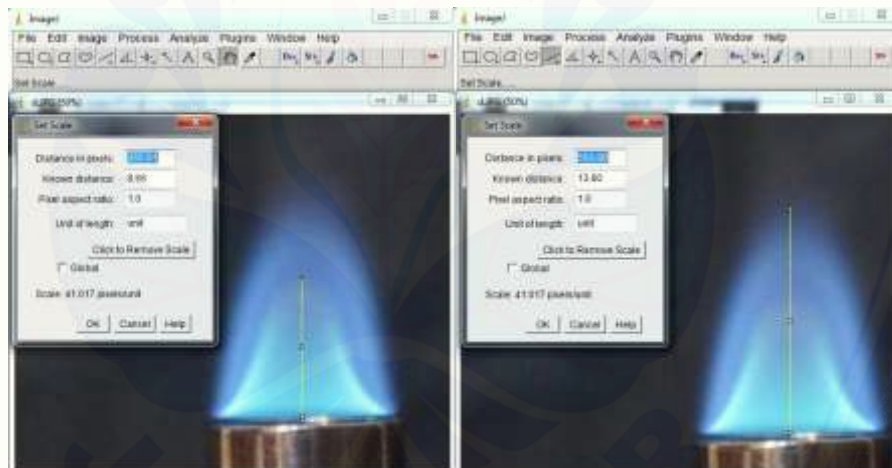 ImageJ
File Edit Image Process Analyze Plugins Window Help
Set Scale...
(50%)
Set Scale
Distance in pixels:
Known distance: 8.66
Pixel aspect ratio: 1.0
Unit of length: unit
Click to Remove Scale
Global
Scale: 41.017 pixels/unit
OK Cancel Help
ImageJ
File Edit Image Process Analyze Plugins Window Help
Set Scale...
(50%)
Set Scale
Distance in pixels:
Known distance: 13.60
Pixel aspect ratio: 1.0
Unit of length: unit
Click to Remove Scale
Global
Scale: 41.017 pixels/unit
OK Cancel Help